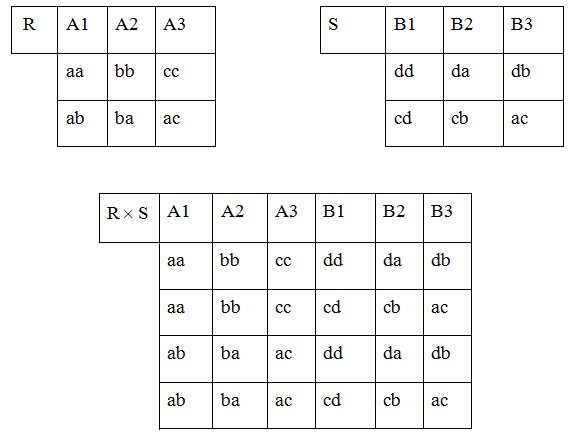 R A1 A2 A3
aa bb cc
ab ba ac
S B1 B2 B3
dd da db
cd cb ac
R × S A1 A2 A3 B1 B2 B3
aa bb cc dd da db
aa bb cc cd cb ac
ab ba ac dd da db
ab ba ac cd cb ac